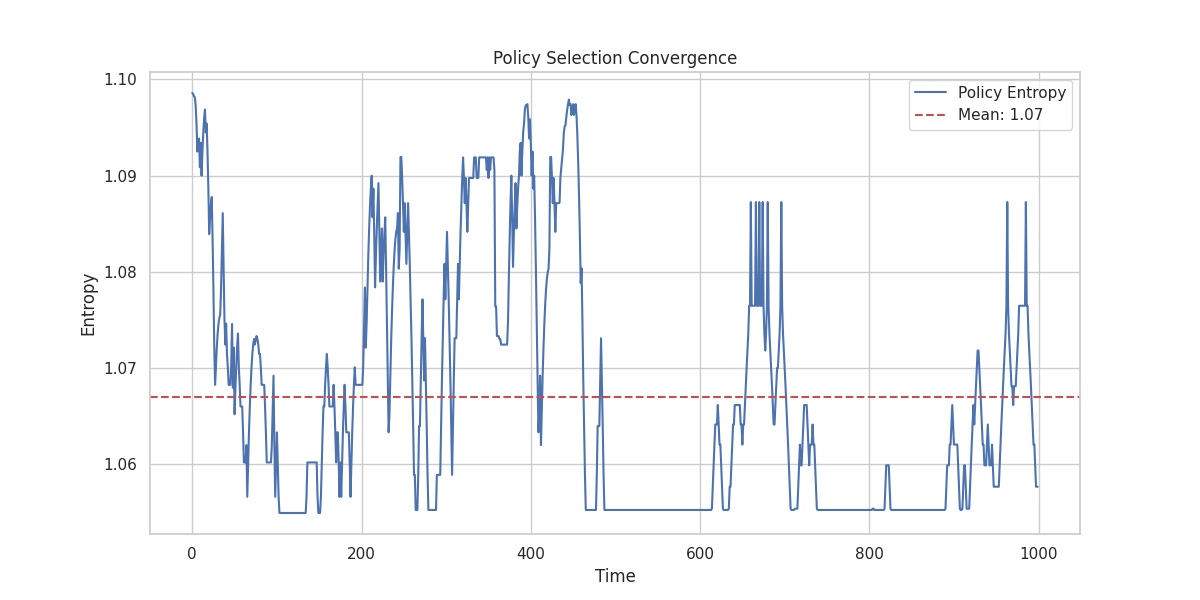 Policy Selection Convergence
Policy Entropy
Mean: 1.07
Entropy
1.10
1.09
1.08
1.07
1.06
0
200
400
600
800
1000
Time